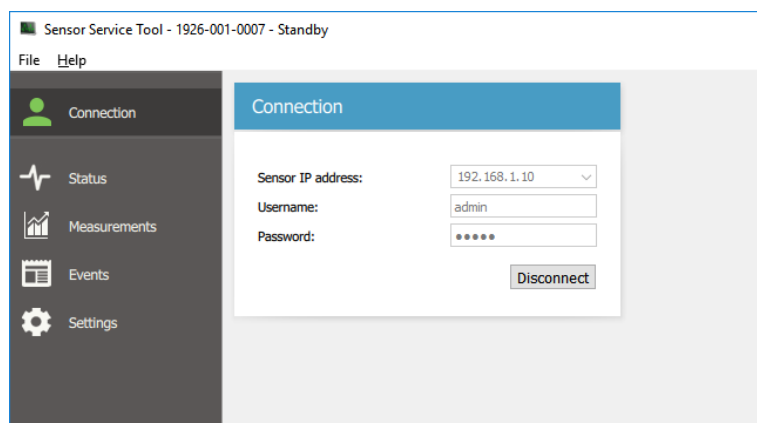 Sensor Service Tool - 1926-001-0007 - Standby
File Help
Connection
Status
Measurements
Events
Settings
Connection
Sensor IP address: 192.168.1.10
Username: admin
Password: •••••
Disconnect